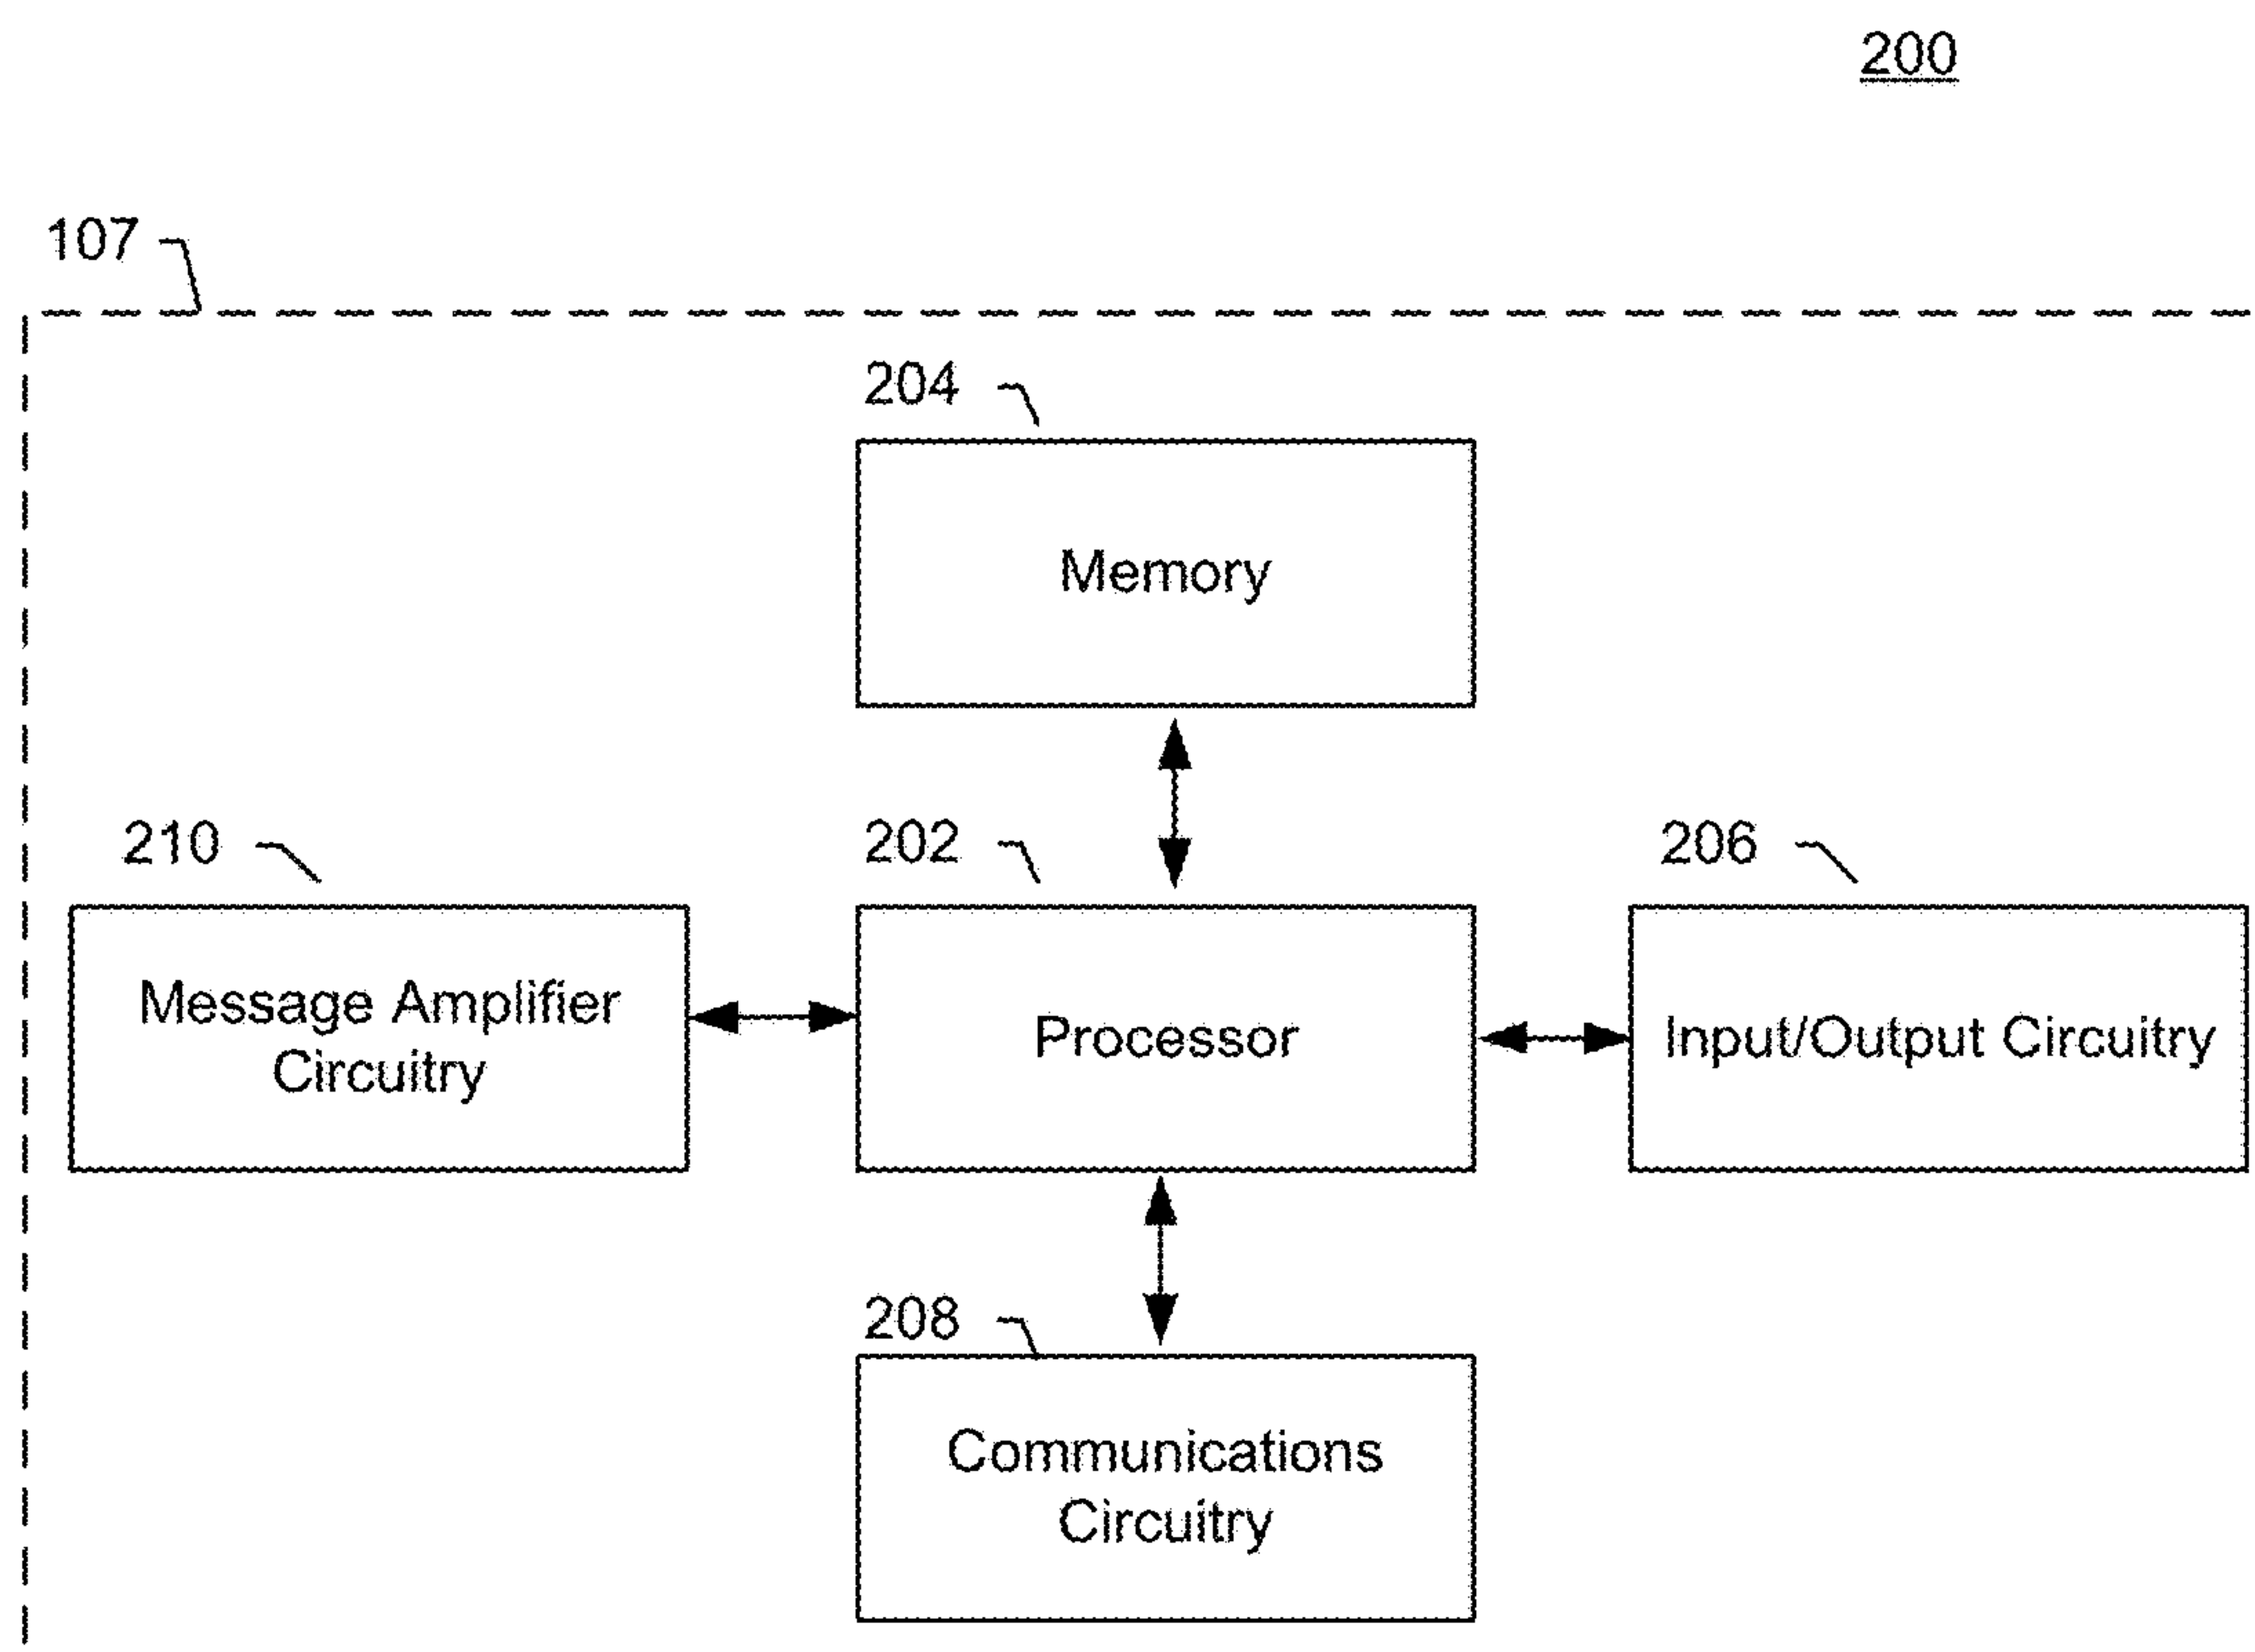 200
107
204
Memory
210
202
206
Message Amplifier
Circuitry
Processor
Input/Output Circuitry
208
Communications
Circuitry